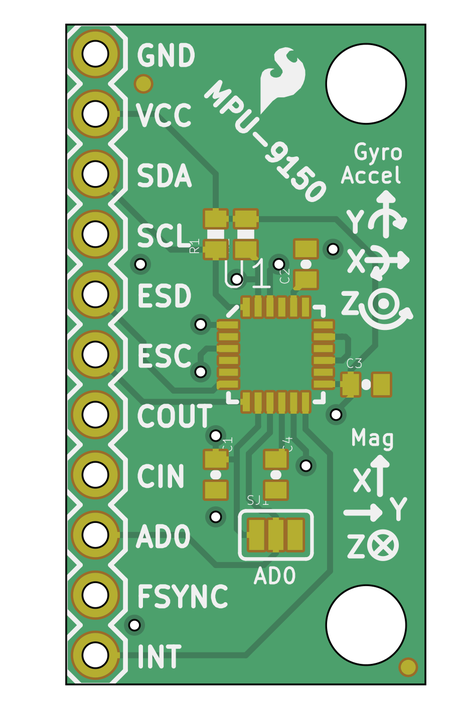 GND
VCC
SDA
SCL
ESD
ESC
COUT
CIN
AD0
FSYNC
INT
MPU-9150
Gyro
Accel
Y
X
Z
R1
U1
C2
C3
C1
C4
SJ1
AD0
Mag
X
Y
Z